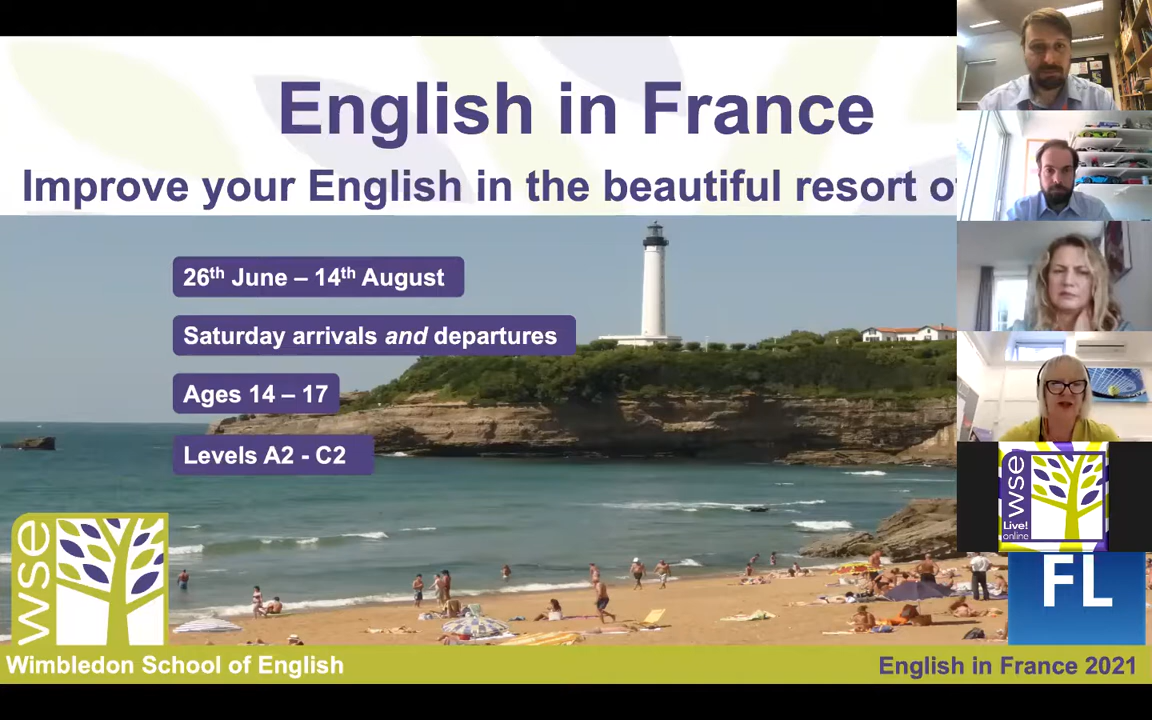 English in France
Improve your English in the beautiful resort of
26th June – 14th August
Saturday arrivals and departures
Ages 14 – 17
Levels A2 - C2
wse
Wimbledon School of English
English in France 2021
wse
Live!
online
FL